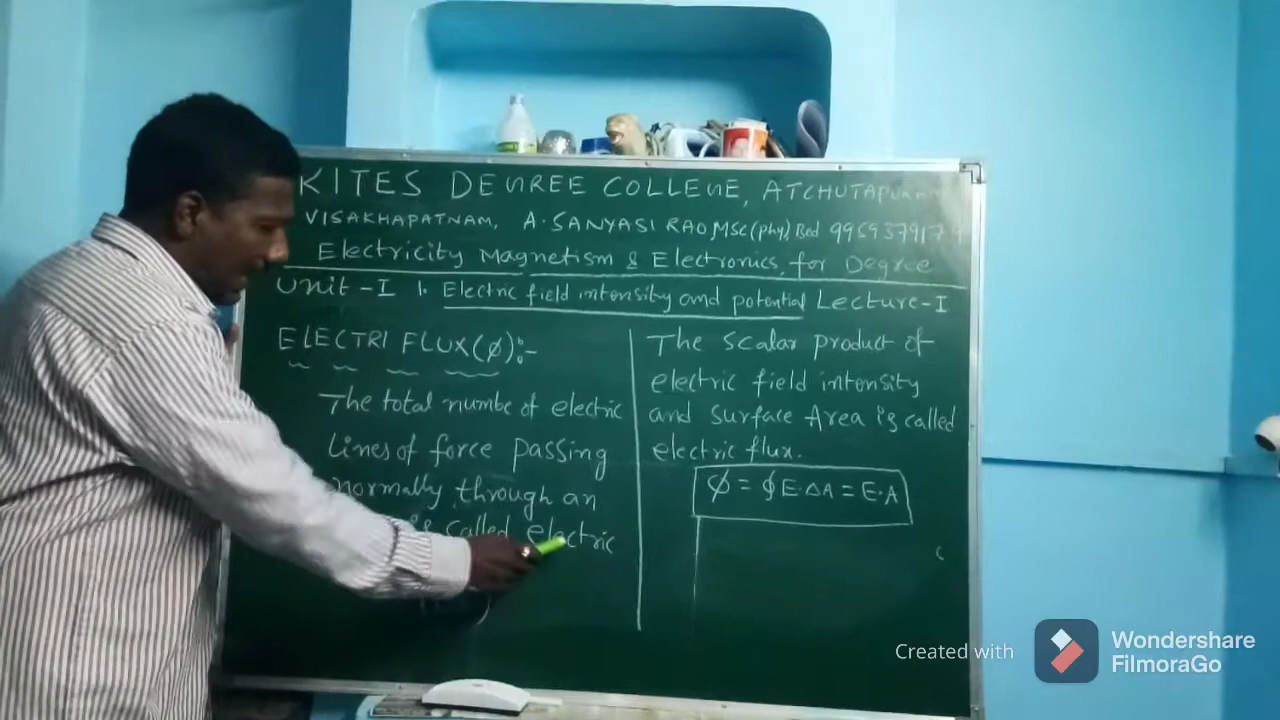 KITES DEGREE COLLEGE, ATCHUTAPURAM
VISAKHAPATNAM, A. SANYASI RAO MSc(phy), Bed
Electricity Magnetism & Electronics, for Degree
Unit-I 1. Electric field intensity and potential Lecture-I
ELECTRI FLUX(φ):-
The total numbe of electric
Lines of force passing
normally through an
is called electric
The scalar product of
electric field intensity
and surface Area is called
electric flux.
φ = ∮E·ΔA = E·A
Created with
Wondershare
FilmoraGo